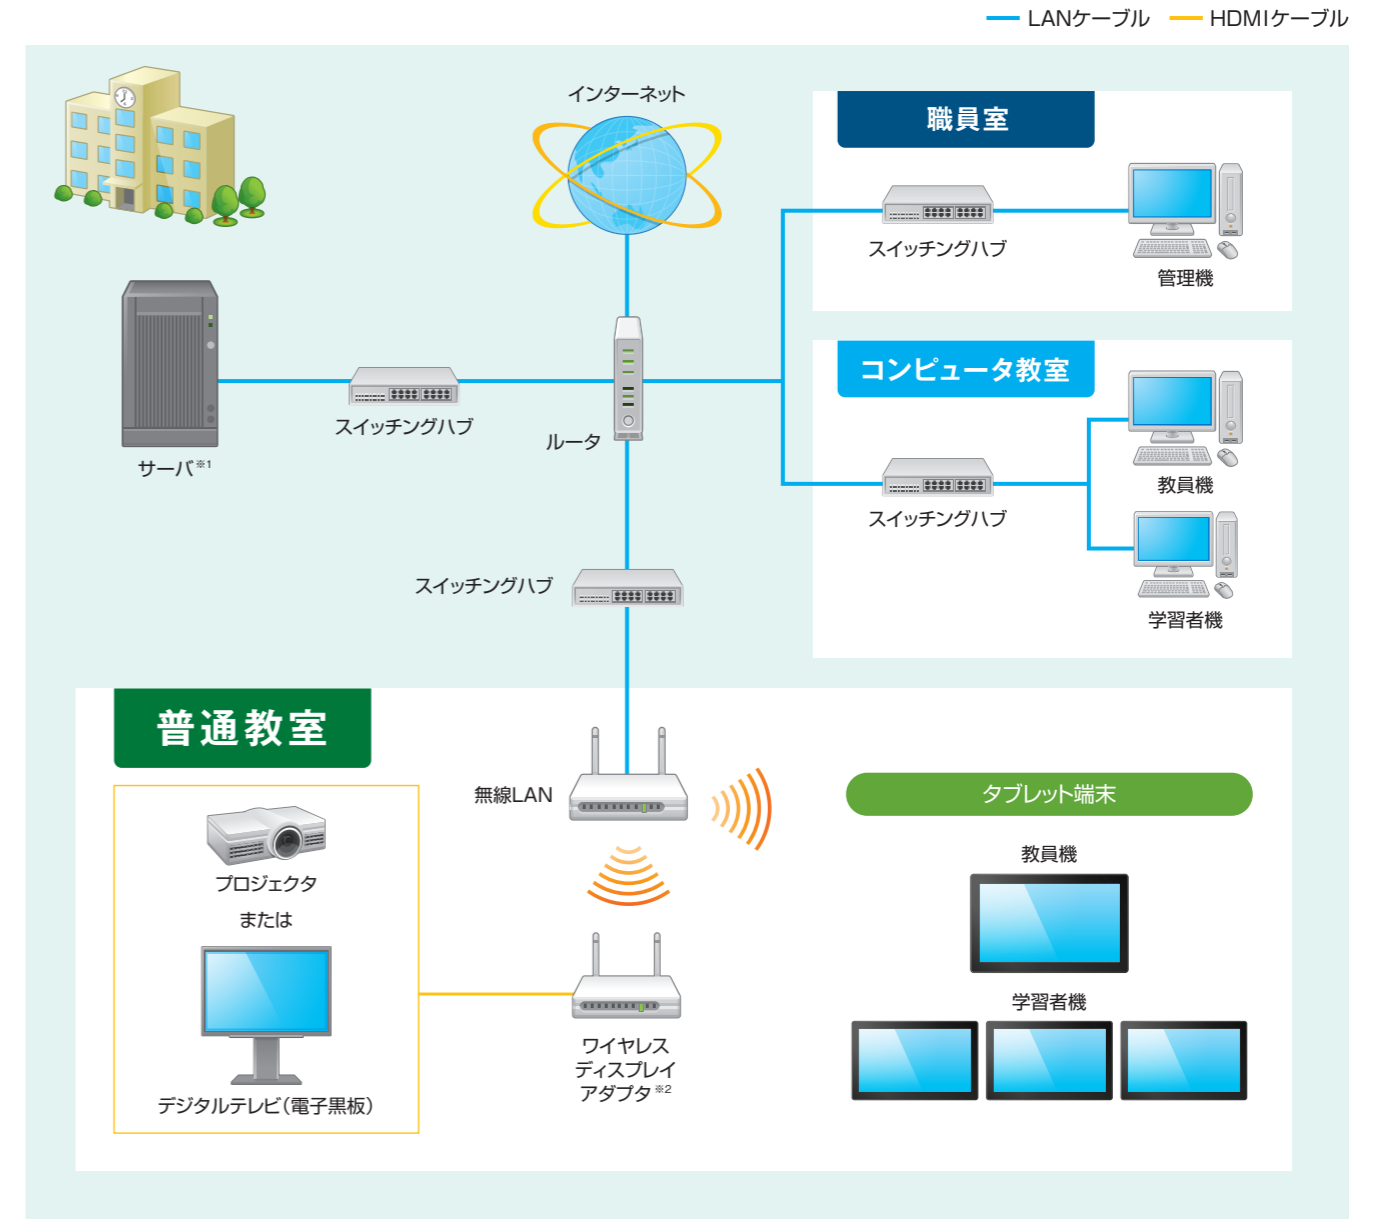 LANケーブル HDMIケーブル
インターネット
職員室
スイッチングハブ
管理機
サーバ※1
スイッチングハブ
ルータ
コンピュータ教室
スイッチングハブ
教員機
学習者機
スイッチングハブ
普通教室
無線LAN
プロジェクタ
または
デジタルテレビ(電子黒板)
ワイヤレス
ディスプレイ
アダプタ※2
タブレット端末
教員機
学習者機